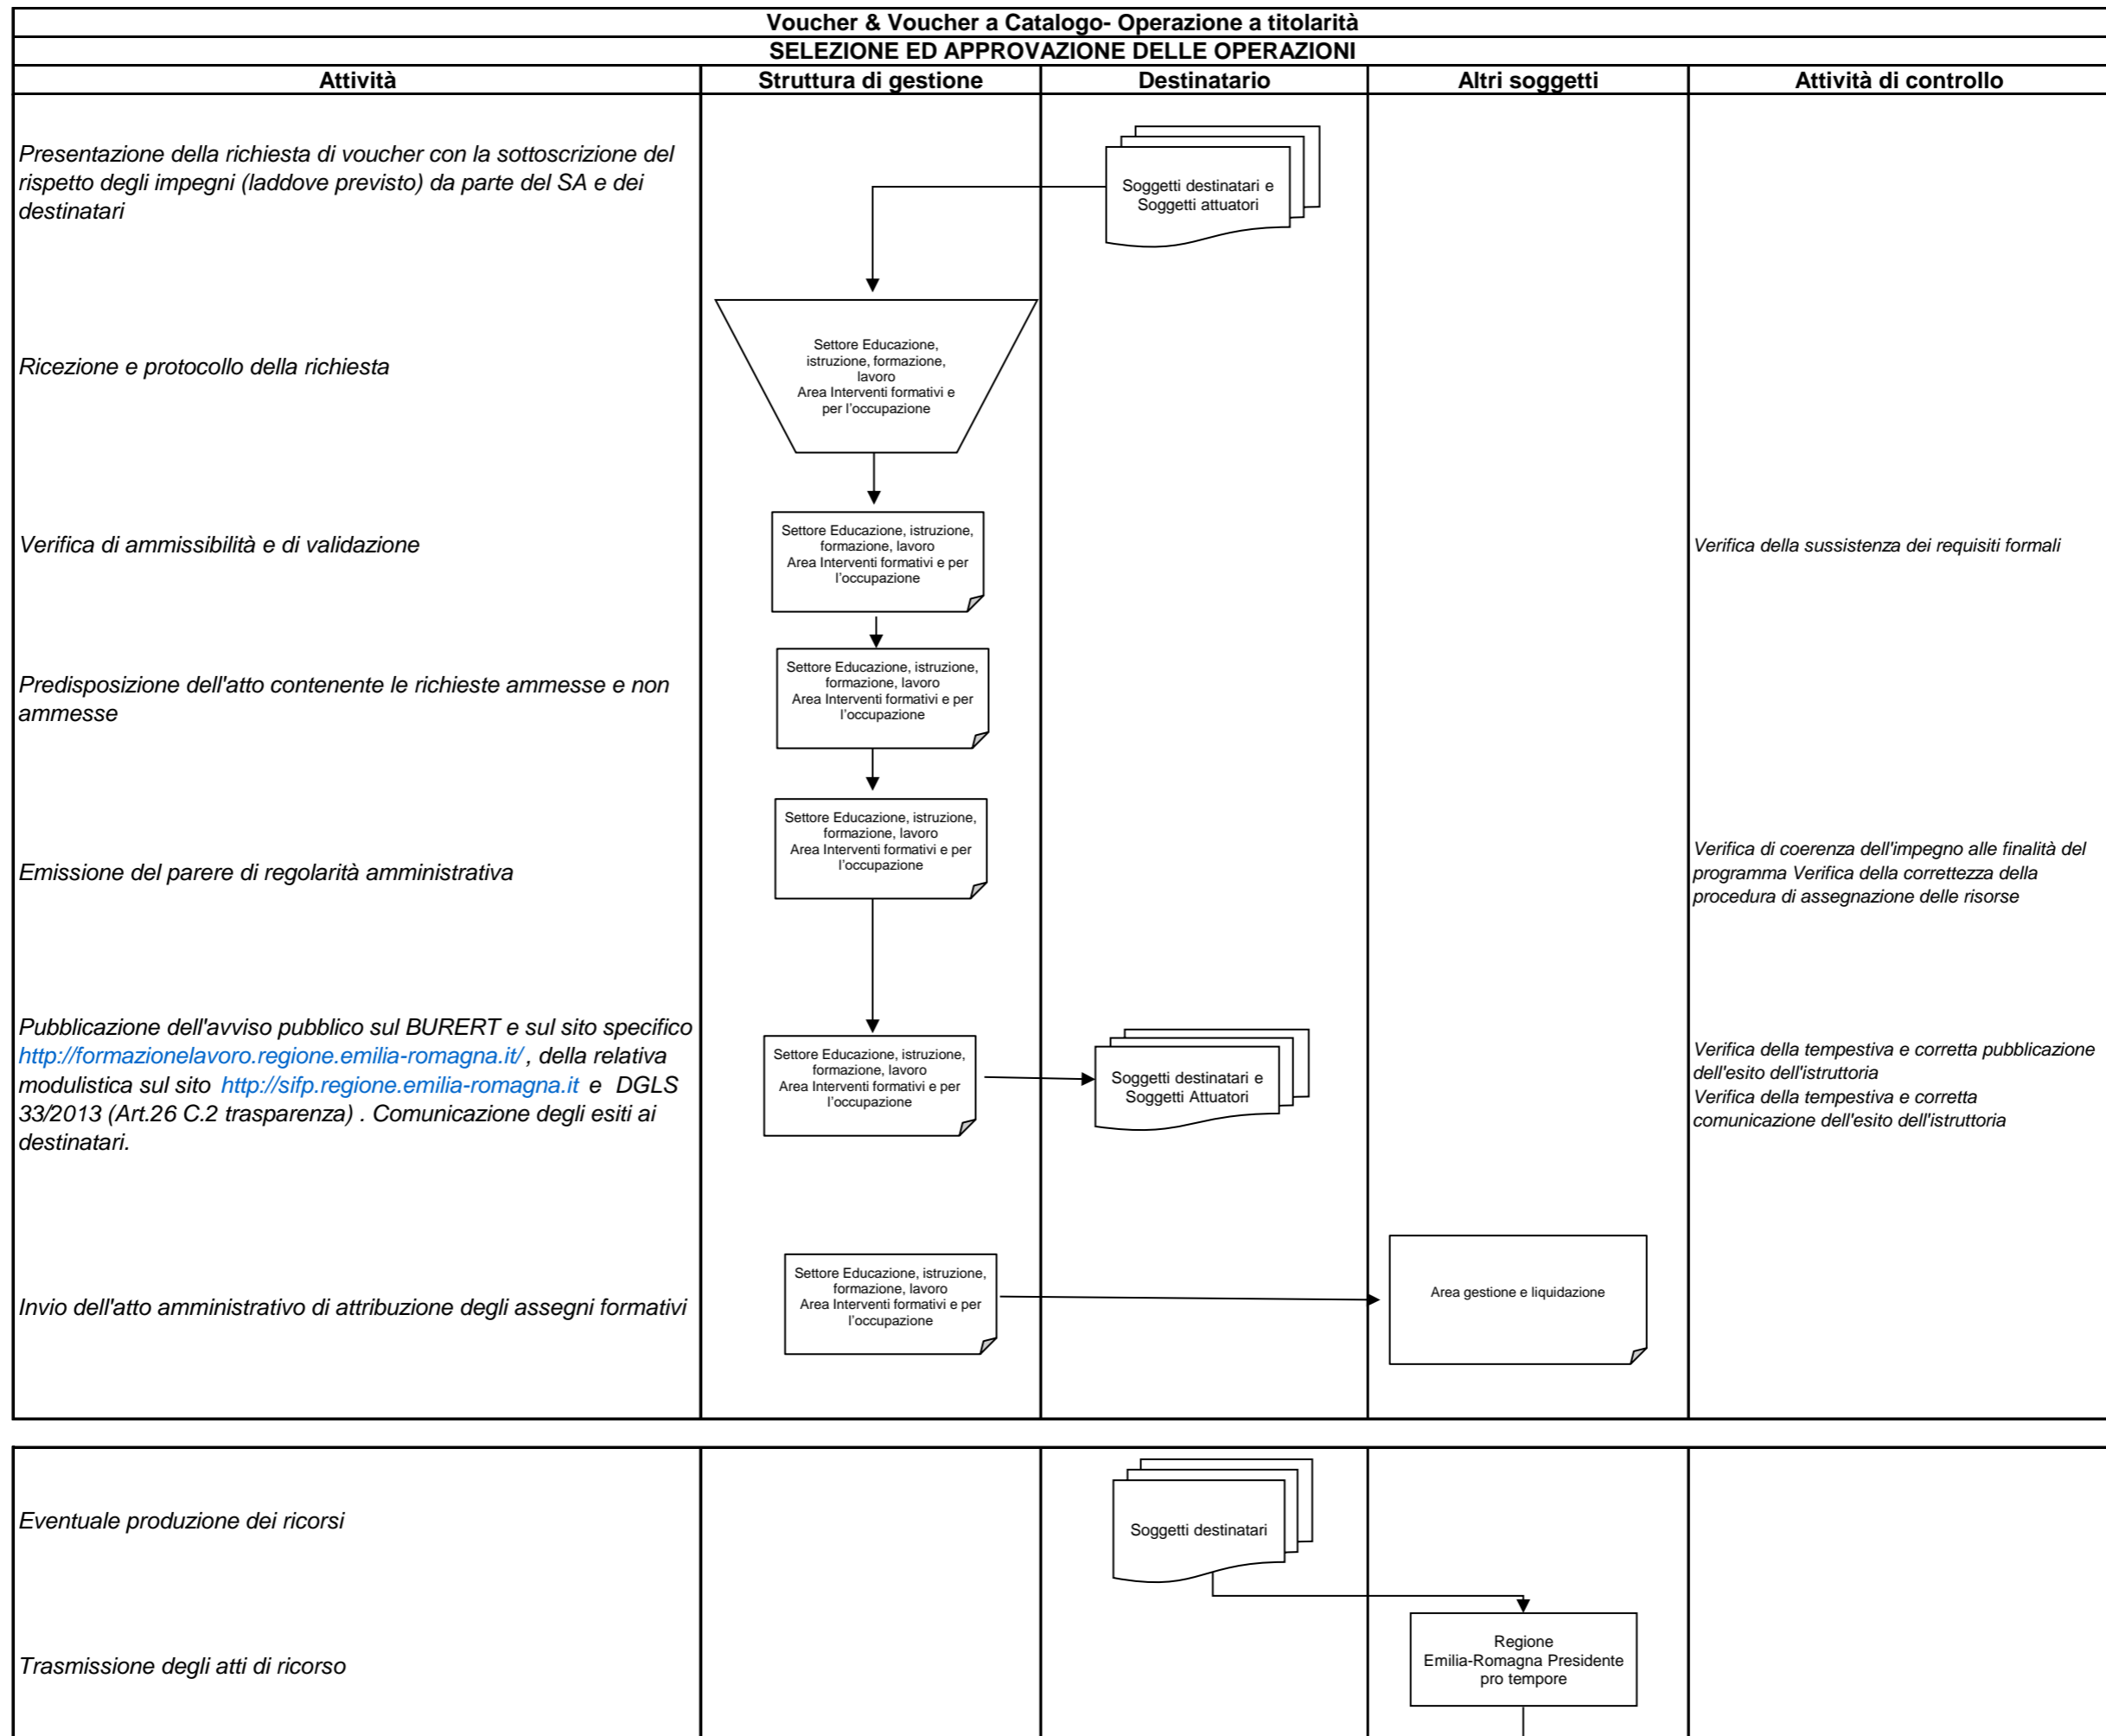 Voucher & Voucher a Catalogo- Operazione a titolarità
SELEZIONE ED APPROVAZIONE DELLE OPERAZIONI
Attività
Struttura di gestione
Destinatario
Altri soggetti
Attività di controllo
Presentazione della richiesta di voucher con la sottoscrizione del
rispetto degli impegni (laddove previsto) da parte del SA e dei
destinatari
Soggetti destinatari e
Soggetti attuatori
Ricezione e protocollo della richiesta
Settore Educazione,
istruzione, formazione,
lavoro
Area Interventi formativi e
per l'occupazione
Verifica di ammissibilità e di validazione
Settore Educazione, istruzione,
formazione, lavoro
Area Interventi formativi e per
l'occupazione
Verifica della sussistenza dei requisiti formali
Predisposizione dell'atto contenente le richieste ammesse e non
ammesse
Settore Educazione, istruzione,
formazione, lavoro
Area Interventi formativi e per
l'occupazione
Emissione del parere di regolarità amministrativa
Settore Educazione, istruzione,
formazione, lavoro
Area Interventi formativi e per
l'occupazione
Verifica di coerenza dell'impegno alle finalità del
programma Verifica della correttezza della
procedura di assegnazione delle risorse
Pubblicazione dell'avviso pubblico sul BURERT e sul sito specifico
http://formazionelavoro.regione.emilia-romagna.it/ , della relativa
modulistica sul sito http://sifp.regione.emilia-romagna.it e DGLS
33/2013 (Art.26 C.2 trasparenza) . Comunicazione degli esiti ai
destinatari.
Settore Educazione, istruzione,
formazione, lavoro
Area Interventi formativi e per
l'occupazione
Soggetti destinatari e
Soggetti Attuatori
Verifica della tempestiva e corretta pubblicazione
dell'esito dell'istruttoria
Verifica della tempestiva e corretta
comunicazione dell'esito dell'istruttoria
Invio dell'atto amministrativo di attribuzione degli assegni formativi
Settore Educazione, istruzione,
formazione, lavoro
Area Interventi formativi e per
l'occupazione
Area gestione e liquidazione
Eventuale produzione dei ricorsi
Soggetti destinatari
Trasmissione degli atti di ricorso
Regione
Emilia-Romagna Presidente
pro tempore